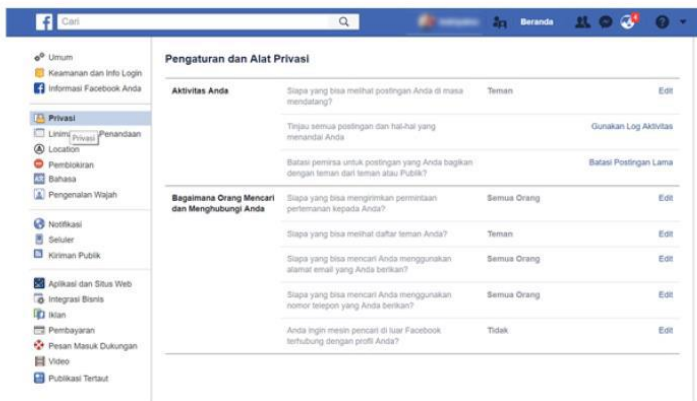 Cari
Beranda
4
Umum
Keamanan dan Info Login
Informasi Facebook Anda
Privasi
Privasi
Penandaan
Location
Pemblokiran
Bahasa
Pengenalan Wajah
Notifikasi
Seluler
Kiriman Publik
Aplikasi dan Situs Web
Integrasi Bisnis
Iklan
Pembayaran
Pesan Masuk Dukungan
Video
Publikasi Tertaut
Pengaturan dan Alat Privasi
Aktivitas Anda
Siapa yang bisa melihat postingan Anda di masa
mendatang?
Teman
Edit
Tinjau semua postingan dan hal-hal yang
menandai Anda
Gunakan Log Aktivitas
Batasi pemirsa untuk postingan yang Anda bagikan
dengan teman dari teman atau Publik?
Batasi Postingan Lama
Bagaimana Orang Mencari
dan Menghubungi Anda
Siapa yang bisa mengirimkan permintaan
pertemanan kepada Anda?
Semua Orang
Edit
Siapa yang bisa melihat daftar teman Anda?
Teman
Edit
Siapa yang bisa mencari Anda menggunakan
alamat email yang Anda berikan?
Semua Orang
Edit
Siapa yang bisa mencari Anda menggunakan
nomor telepon yang Anda berikan?
Semua Orang
Edit
Anda ingin mesin pencari di luar Facebook
terhubung dengan profil Anda?
Tidak
Edit